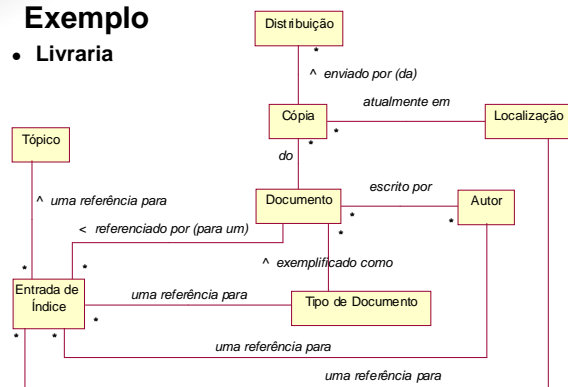 Exemplo
• Livraria
Distribuição
*
^ enviado por (da)
atualmente em
Cópia
*
Localização
*
Tópico
do
escrito por
^ uma referência para
Documento
*
Autor
*
< referenciado por (para um)
*
^ exemplificado como
*
*
Entrada de
Índice
uma referência para
*
Tipo de Documento
*
*
uma referência para
uma referência para